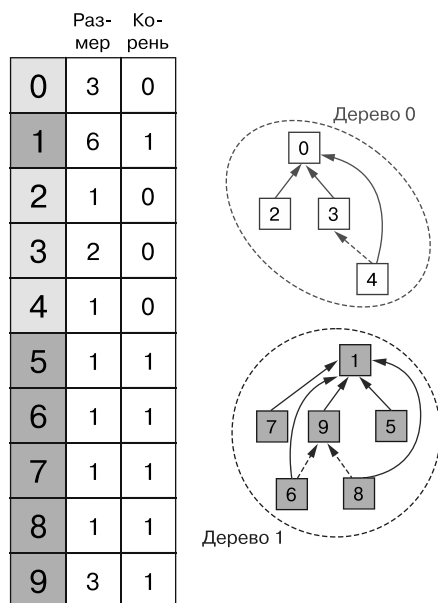 Раз-
мер
Ко-
рень
0 3 0
1 6 1
2 1 0
3 2 0
4 1 0
5 1 1
6 1 1
7 1 1
8 1 1
9 3 1
Дерево 0
0
2 3
4
1
7 9 5
6 8
Дерево 1